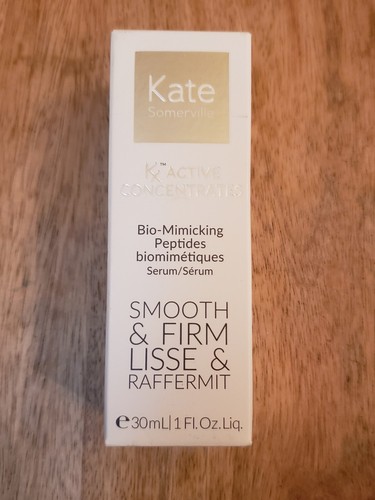 Kate
Somerville
Kx™ ACTIVE
CONCENTRATES
Bio-Mimicking
Peptides
biomimétiques
Serum/Sérum
SMOOTH
& FIRM
LISSE &
RAFFERMIT
℮30mL|1 Fl.Oz.Liq.